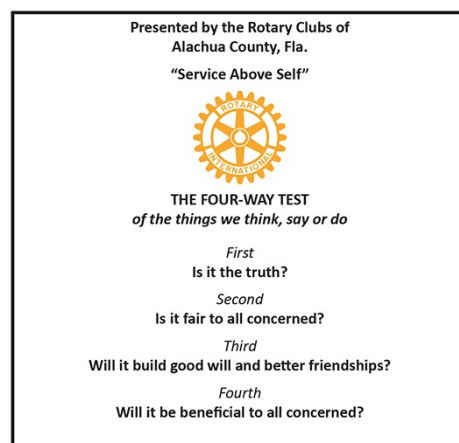 Presented by the Rotary Clubs of
Alachua County, Fla.
“Service Above Self”
ROTARY
INTERNATIONAL
THE FOUR-WAY TEST
of the things we think, say or do
First
Is it the truth?
Second
Is it fair to all concerned?
Third
Will it build good will and better friendships?
Fourth
Will it be beneficial to all concerned?